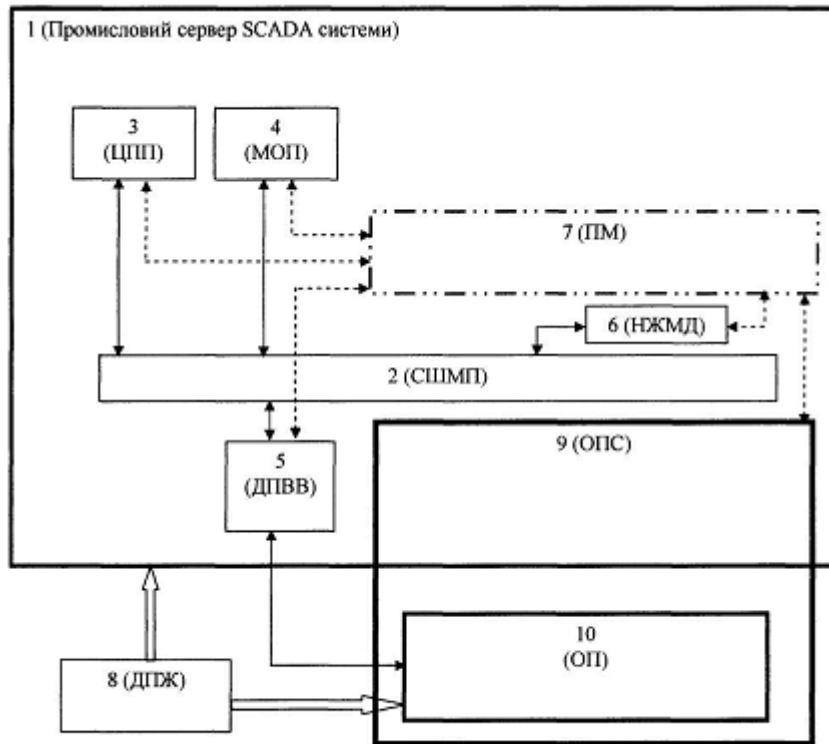 1 (Промисловий сервер SCADA системи)
3
(ЦПП)
4
(МОП)
7 (ПМ)
6 (НЖМД)
2 (СШМП)
5
(ДПВВ)
9 (ОПС)
10
(ОП)
8 (ДПЖ)